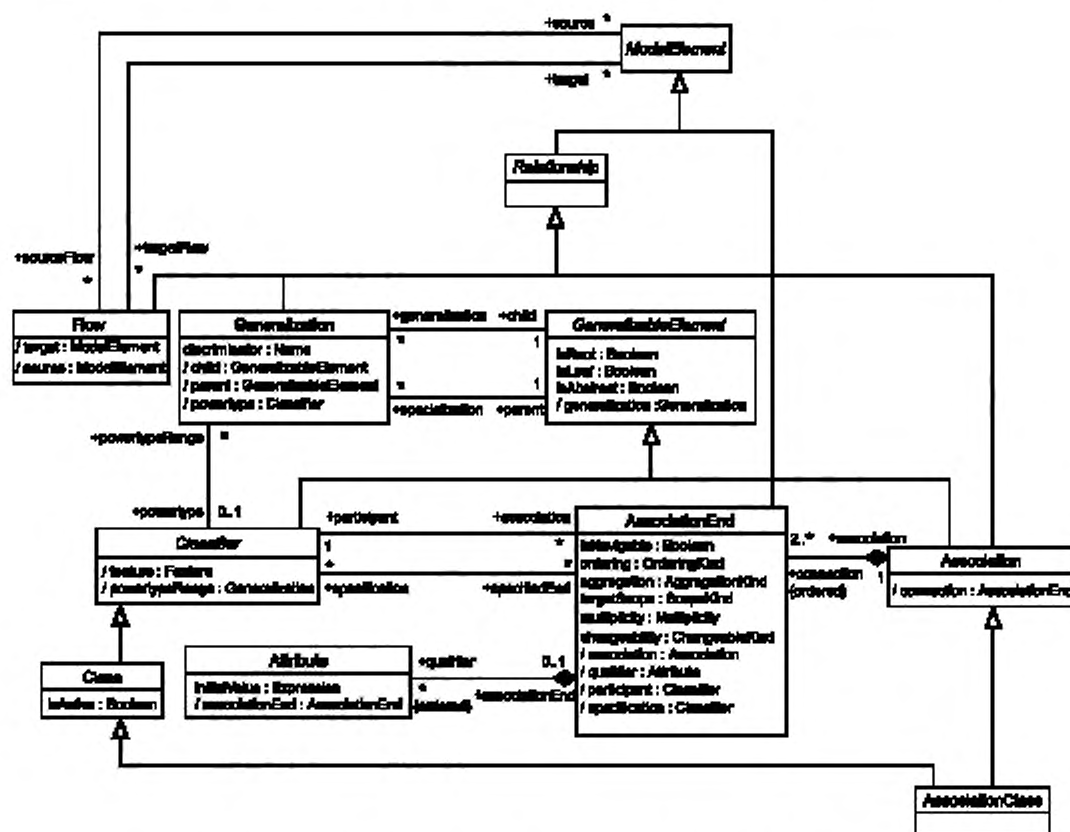 +source *
ModelElement
+target *
Relationship
+sourceFlow
*
+targetFlow
*
Flow
/ target : ModelElement
/ source : ModelElement
Generalization
discriminator : Name
/ child : GeneralizableElement
/ parent : GeneralizableElement
/ powertype : Classifier
+generalization
*
+child
1
*
+specialization
1
+parent
GeneralizableElement
isRoot : Boolean
isLeaf : Boolean
isAbstract : Boolean
/ generalization : Generalization
+powertypeRange *
+powertype 0..1
Classifier
/ feature : Feature
/ powertypeRange : Generalization
+participant
1
+association
*
*
+specification
*
+specifiedEnd
AssociationEnd
isNavigable : Boolean
ordering : OrderingKind
aggregation : AggregationKind
targetScope : ScopeKind
multiplicity : Multiplicity
changeability : ChangeableKind
/ association : Association
/ qualifier : Attribute
/ participant : Classifier
/ specification : Classifier
2..* +association
+connection 1
{ordered}
Association
/ connection : AssociationEnd
Class
isActive : Boolean
Attribute
initialValue : Expression
/ associationEnd : AssociationEnd
+qualifier
*
{ordered}
0..1
+associationEnd
AssociationClass